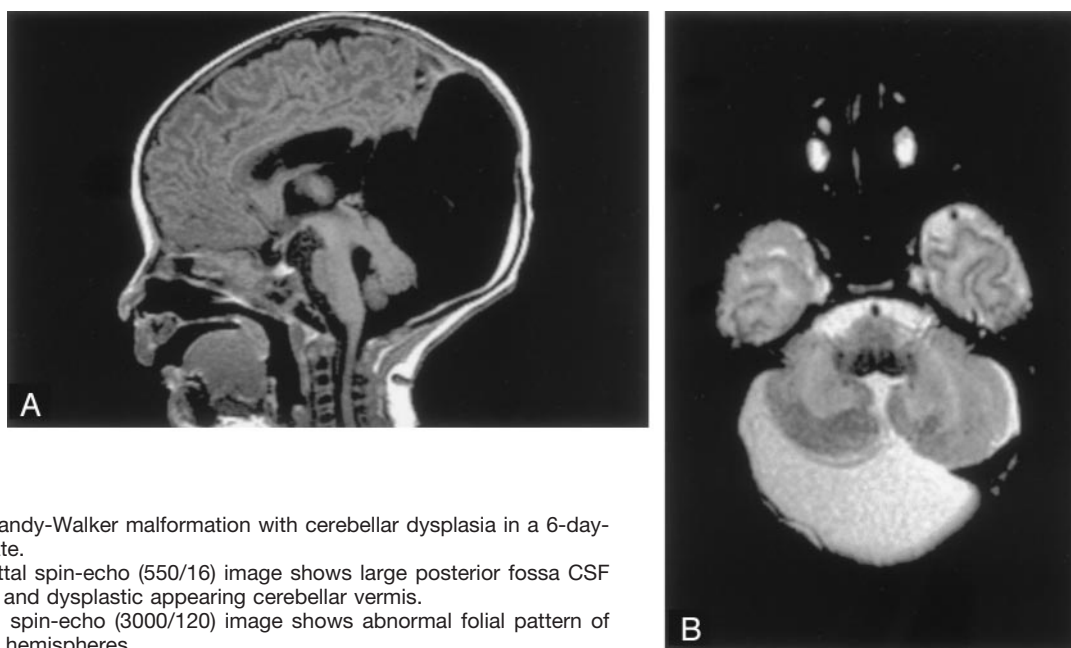 A
B
andy-Walker malformation with cerebellar dysplasia in a 6-day-
te.
ttal spin-echo (550/16) image shows large posterior fossa CSF
and dysplastic appearing cerebellar vermis.
spin-echo (3000/120) image shows abnormal folial pattern of
hemispheres.